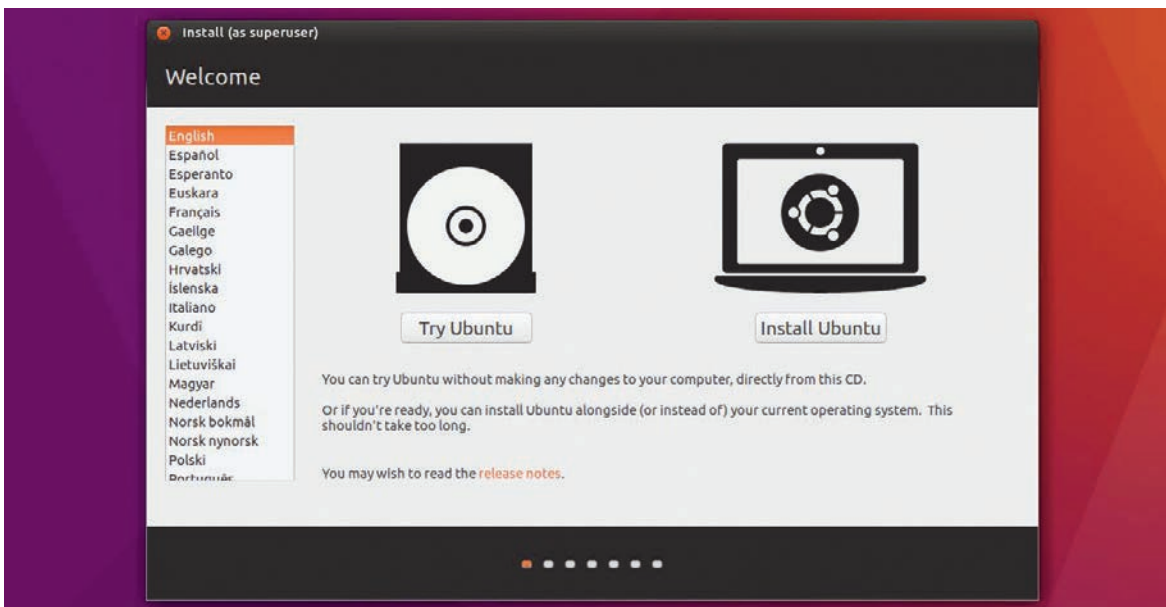 Install (as superuser)
Welcome
English
Español
Esperanto
Euskara
Français
Gaeilge
Galego
Hrvatski
Íslenska
Italiano
Kurdî
Latviski
Lietuviškai
Magyar
Nederlands
Norsk bokmål
Norsk nynorsk
Polski
Português
Try Ubuntu
Install Ubuntu
You can try Ubuntu without making any changes to your computer, directly from this CD.
Or if you're ready, you can install Ubuntu alongside (or instead of) your current operating system. This
shouldn't take too long.
You may wish to read the release notes.